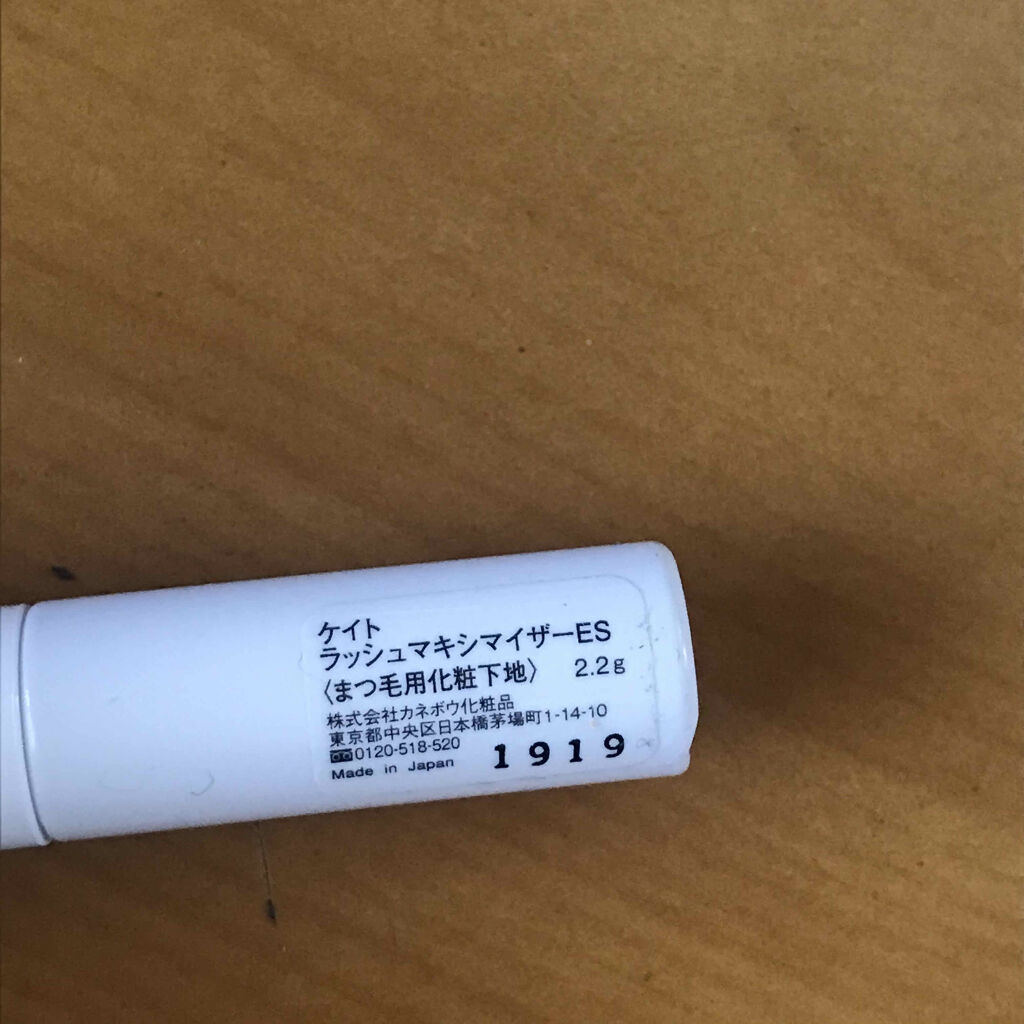 ケイト
ラッシュマキシマイザーES
〈まつ毛用化粧下地〉 2.2g
株式会社カネボウ化粧品
東京都中央区日本橋茅場町1-14-10
0120-518-520
Made in Japan 1919